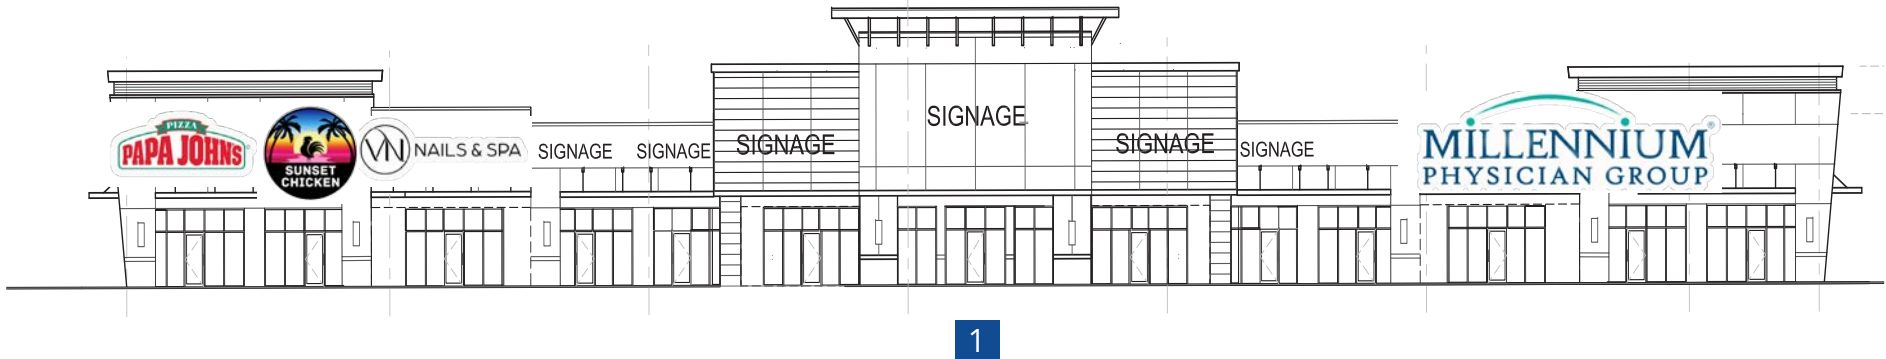 PIZZA
PAPA JOHNS
SUNSET
CHICKEN
VN NAILS & SPA
SIGNAGE
SIGNAGE
SIGNAGE
SIGNAGE
SIGNAGE
SIGNAGE
MILLENNIUM®
PHYSICIAN GROUP
1